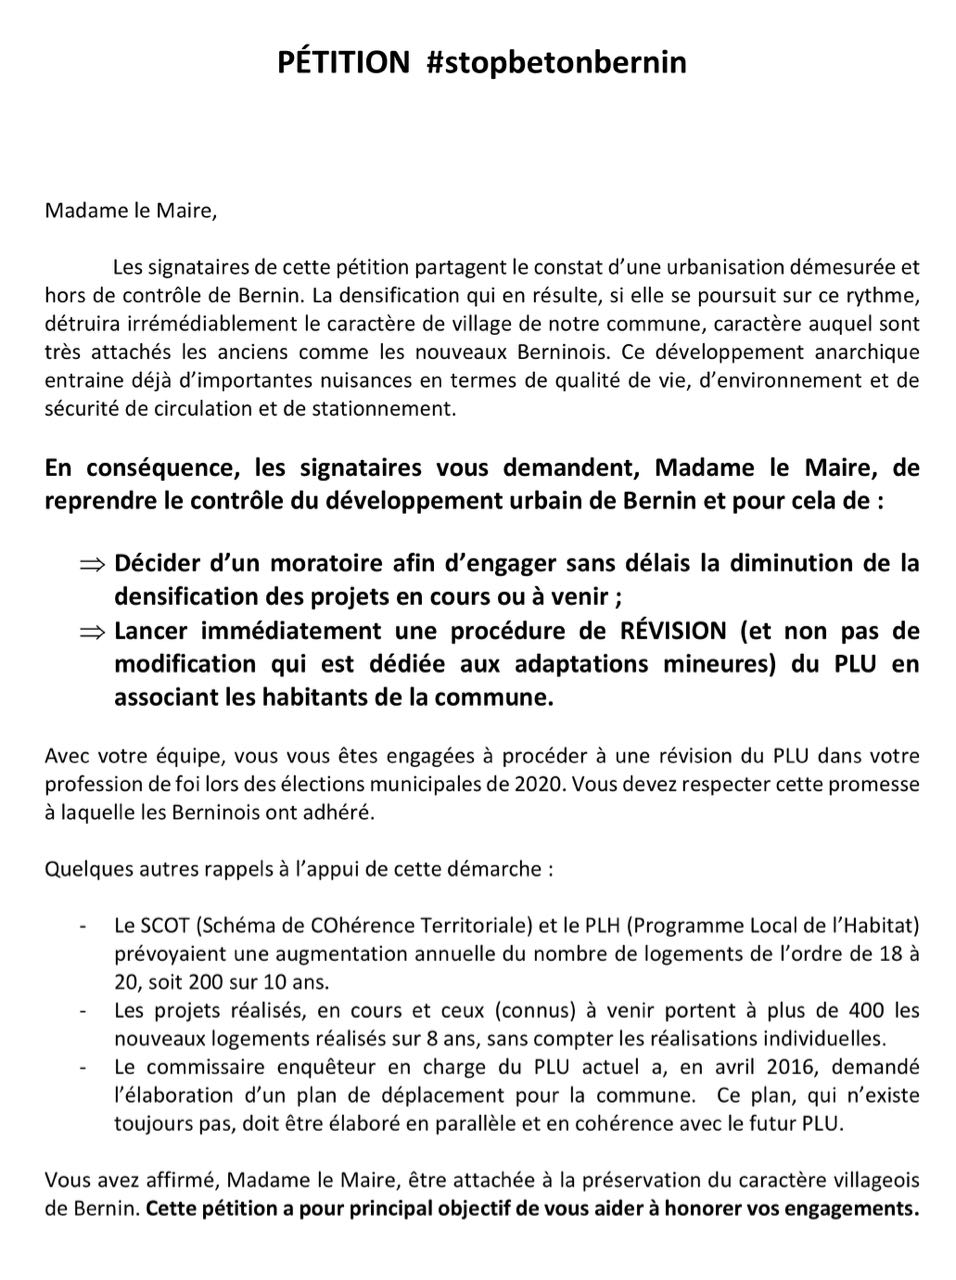 PÉTITION #stopbetonbernin
Madame le Maire,
Les signataires de cette pétition partagent le constat d’une urbanisation démesurée et
hors de contrôle de Bernin. La densification qui en résulte, si elle se poursuit sur ce rythme,
détruira irrémédiablement le caractère de village de notre commune, caractère auquel sont
très attachés les anciens comme les nouveaux Berninois. Ce développement anarchique
entraine déjà d’importantes nuisances en termes de qualité de vie, d’environnement et de
sécurité de circulation et de stationnement.
En conséquence, les signataires vous demandent, Madame le Maire, de
reprendre le contrôle du développement urbain de Bernin et pour cela de :
⇒ Décider d’un moratoire afin d’engager sans délais la diminution de la
densification des projets en cours ou à venir ;
⇒ Lancer immédiatement une procédure de RÉVISION (et non pas de
modification qui est dédiée aux adaptations mineures) du PLU en
associant les habitants de la commune.
Avec votre équipe, vous vous êtes engagées à procéder à une révision du PLU dans votre
profession de foi lors des élections municipales de 2020. Vous devez respecter cette promesse
à laquelle les Berninois ont adhéré.
Quelques autres rappels à l’appui de cette démarche :
- Le SCOT (Schéma de COhérence Territoriale) et le PLH (Programme Local de l’Habitat)
prévoyaient une augmentation annuelle du nombre de logements de l’ordre de 18 à
20, soit 200 sur 10 ans.
- Les projets réalisés, en cours et ceux (connus) à venir portent à plus de 400 les
nouveaux logements réalisés sur 8 ans, sans compter les réalisations individuelles.
- Le commissaire enquêteur en charge du PLU actuel a, en avril 2016, demandé
l’élaboration d’un plan de déplacement pour la commune. Ce plan, qui n’existe
toujours pas, doit être élaboré en parallèle et en cohérence avec le futur PLU.
Vous avez affirmé, Madame le Maire, être attachée à la préservation du caractère villageois
de Bernin. Cette pétition a pour principal objectif de vous aider à honorer vos engagements.